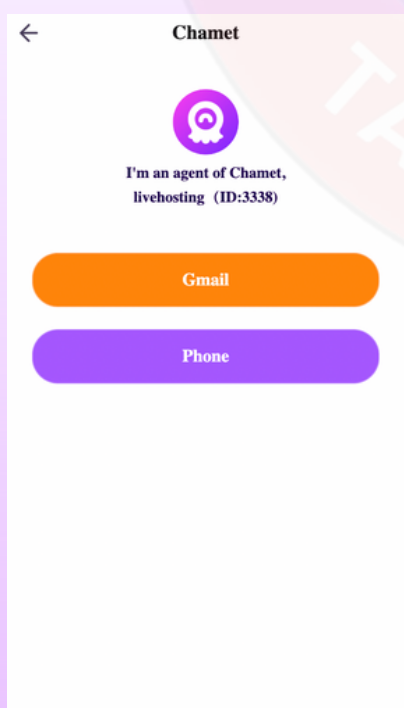 Chamet
I'm an agent of Chamet,
livehosting (ID:3338)
Gmail
Phone